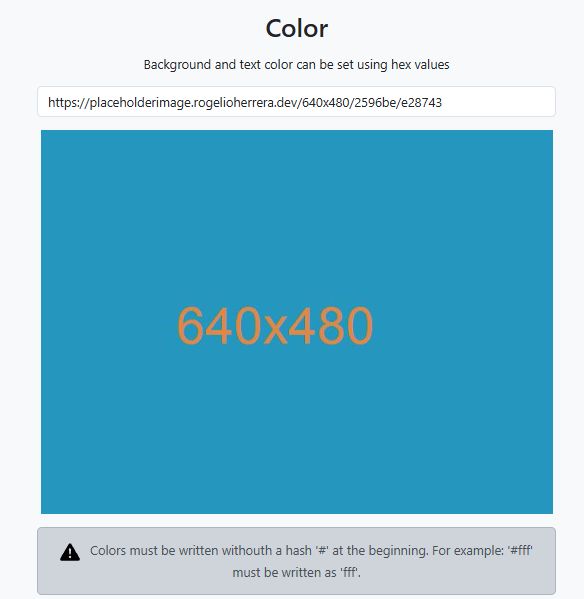 Color
Background and text color can be set using hex values
https://placeholderimage.rogelioherrera.dev/640x480/2596be/e28743
640x480
Colors must be written withouth a hash '#' at the beginning. For example: '#fff'
must be written as 'fff'.